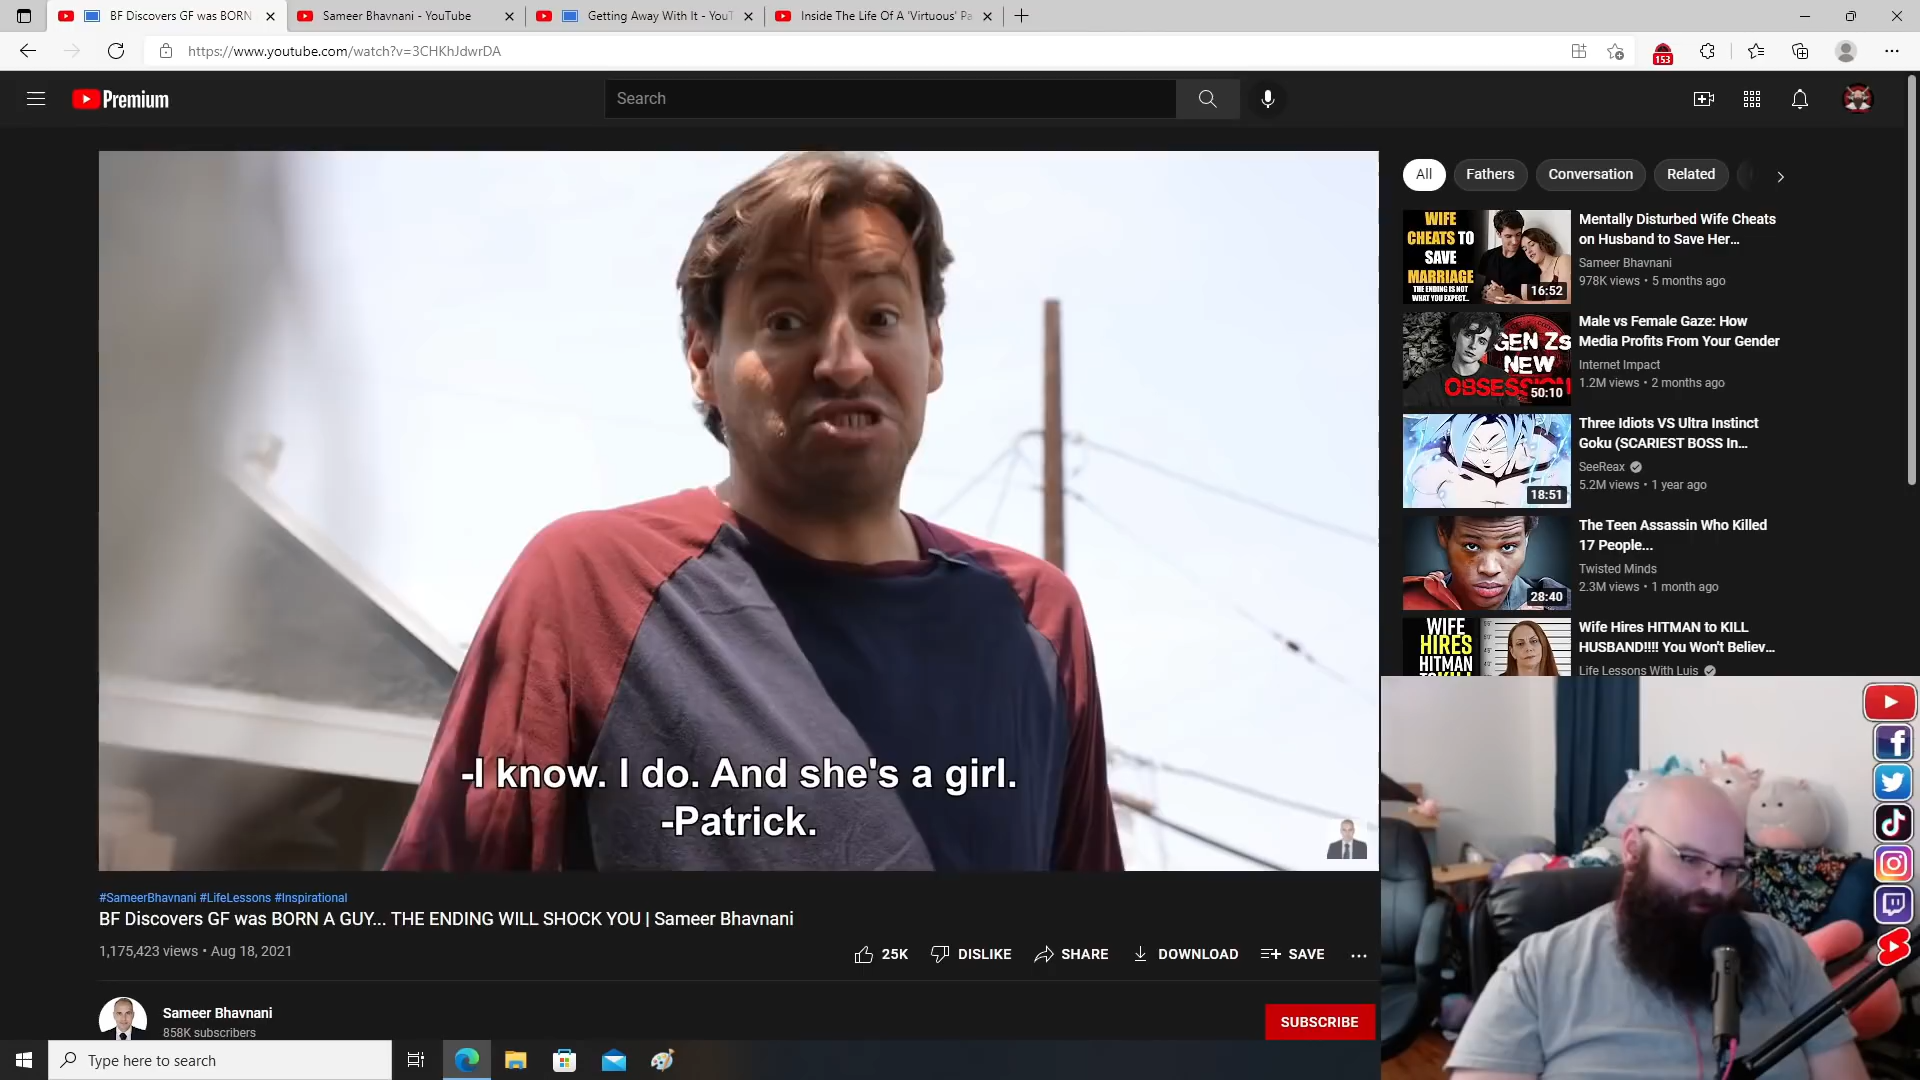 BF Discovers GF was BORN
Sameer Bhavnani - YouTube
Getting Away With It - YouT
Inside The Life Of A 'Virtuous' Pa
https://www.youtube.com/watch?v=3CHKhJdwrDA
153
Premium
Search
All
Fathers
Conversation
Related
WIFE
CHEATS TO
SAVE
MARRIAGE
THE ENDING IS NOT
WHAT YOU EXPECT...
16:52
Mentally Disturbed Wife Cheats
on Husband to Save Her...
Sameer Bhavnani
978K views • 5 months ago
GEN Zs
NEW
OBSESSION
50:10
Male vs Female Gaze: How
Media Profits From Your Gender
Internet Impact
1.2M views • 2 months ago
18:51
Three Idiots VS Ultra Instinct
Goku (SCARIEST BOSS In...
SeeReax
5.2M views • 1 year ago
28:40
The Teen Assassin Who Killed
17 People...
Twisted Minds
2.3M views • 1 month ago
WIFE
HIRES
HITMAN
Wife Hires HITMAN to KILL
HUSBAND!!!! You Won't Believ...
Life Lessons With Luis
-I know. I do. And she's a girl.
-Patrick.
#SameerBhavnani #LifeLessons #Inspirational
BF Discovers GF was BORN A GUY... THE ENDING WILL SHOCK YOU | Sameer Bhavnani
1,175,423 views • Aug 18, 2021
25K
DISLIKE
SHARE
DOWNLOAD
SAVE
Sameer Bhavnani
858K subscribers
SUBSCRIBE
Type here to search